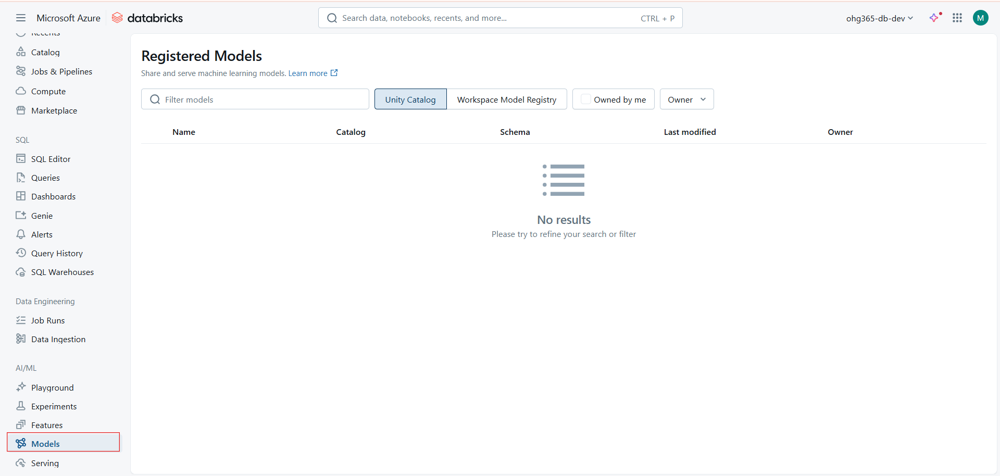 Microsoft Azure databricks
Search data, notebooks, recents, and more... CTRL + P
ohg365-db-dev
M
Recents
Catalog
Jobs & Pipelines
Compute
Marketplace
SQL
SQL Editor
Queries
Dashboards
Genie
Alerts
Query History
SQL Warehouses
Data Engineering
Job Runs
Data Ingestion
AI/ML
Playground
Experiments
Features
Models
Serving
Registered Models
Share and serve machine learning models. Learn more
Filter models Unity Catalog Workspace Model Registry Owned by me Owner
Name Catalog Schema Last modified Owner
No results
Please try to refine your search or filter